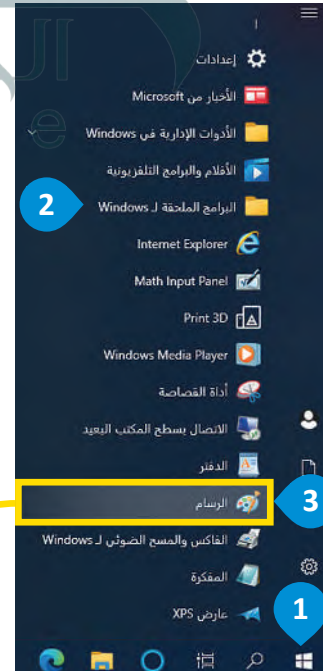 ا
إعدادات
الأخبار من Microsoft
الأدوات الإدارية في Windows
الأفلام والبرامج التلفزيونية
2
البرامج الملحقة لـ Windows
Internet Explorer
Math Input Panel
Print 3D
Windows Media Player
أداة القصاصة
الاتصال بسطح المكتب البعيد
الدفتر
الرسام
3
الفاكس والمسح الضوئي لـ Windows
المفكرة
عارض XPS
1